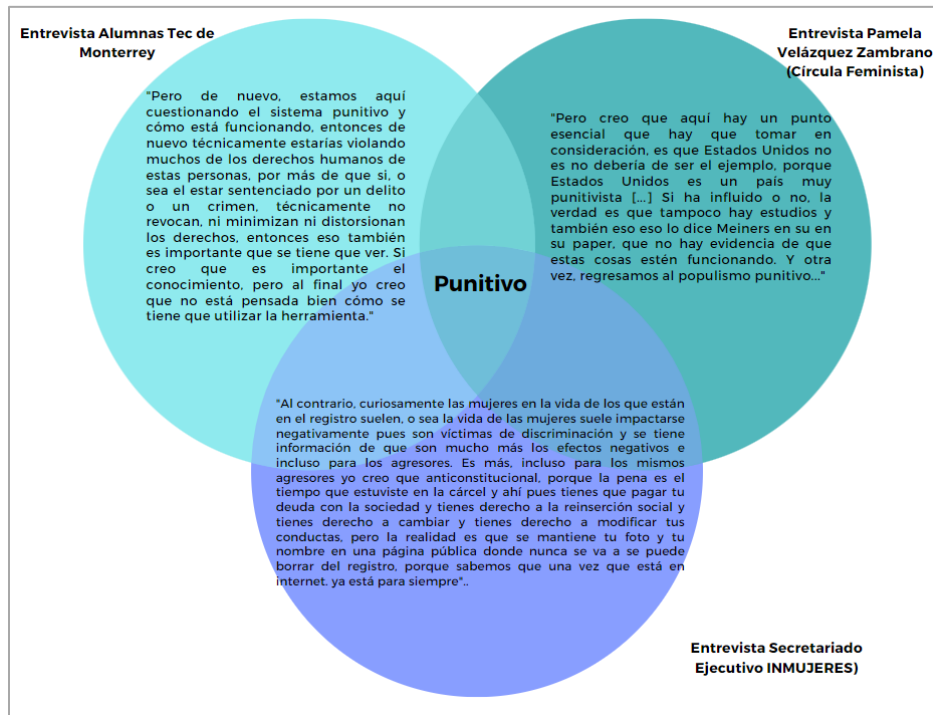 Entrevista Alumnas Tec de
Monterrey
Entrevista Pamela
Velázquez Zambrano
(Círcula Feminista)
"Pero de nuevo, estamos aquí
cuestionando el sistema punitivo y
cómo está funcionando, entonces de
nuevo técnicamente estarías violando
muchos de los derechos humanos de
estas personas, por más de que si, o
sea el estar sentenciado por un delito
o un crimen, técnicamente no
revocan, ni minimizan ni distorsionan
los derechos, entonces eso también
es importante que se tiene que ver. Si
creo que es importante el
conocimiento, pero al final yo creo
que no está pensada bien cómo se
tiene que utilizar la herramienta."
"Pero creo que aquí hay un punto
esencial que hay que tomar en
consideración, es que Estados Unidos no
es no debería de ser el ejemplo, porque
Estados Unidos es un país muy
punitivista [...] Si ha influido o no, la
verdad es que tampoco hay estudios y
también eso eso lo dice Meiners en su en
su paper, que no hay evidencia de que
estas cosas estén funcionando. Y otra
vez, regresamos al populismo punitivo..."
Punitivo
"Al contrario, curiosamente las mujeres en la vida de los que están
en el registro suelen, o sea la vida de las mujeres suele impactarse
negativamente pues son víctimas de discriminación y se tiene
información de que son mucho más los efectos negativos e
incluso para los agresores. Es más, incluso para los mismos
agresores yo creo que anticonstitucional, porque la pena es el
tiempo que estuviste en la cárcel y ahí pues tienes que pagar tu
deuda con la sociedad y tienes derecho a la reinserción social y
tienes derecho a cambiar y tienes derecho a modificar tus
conductas, pero la realidad es que se mantiene tu foto y tu
nombre en una página pública donde nunca se va a se puede
borrar del registro, porque sabemos que una vez que está en
internet. ya está para siempre"..
Entrevista Secretariado
Ejecutivo INMUJERES)